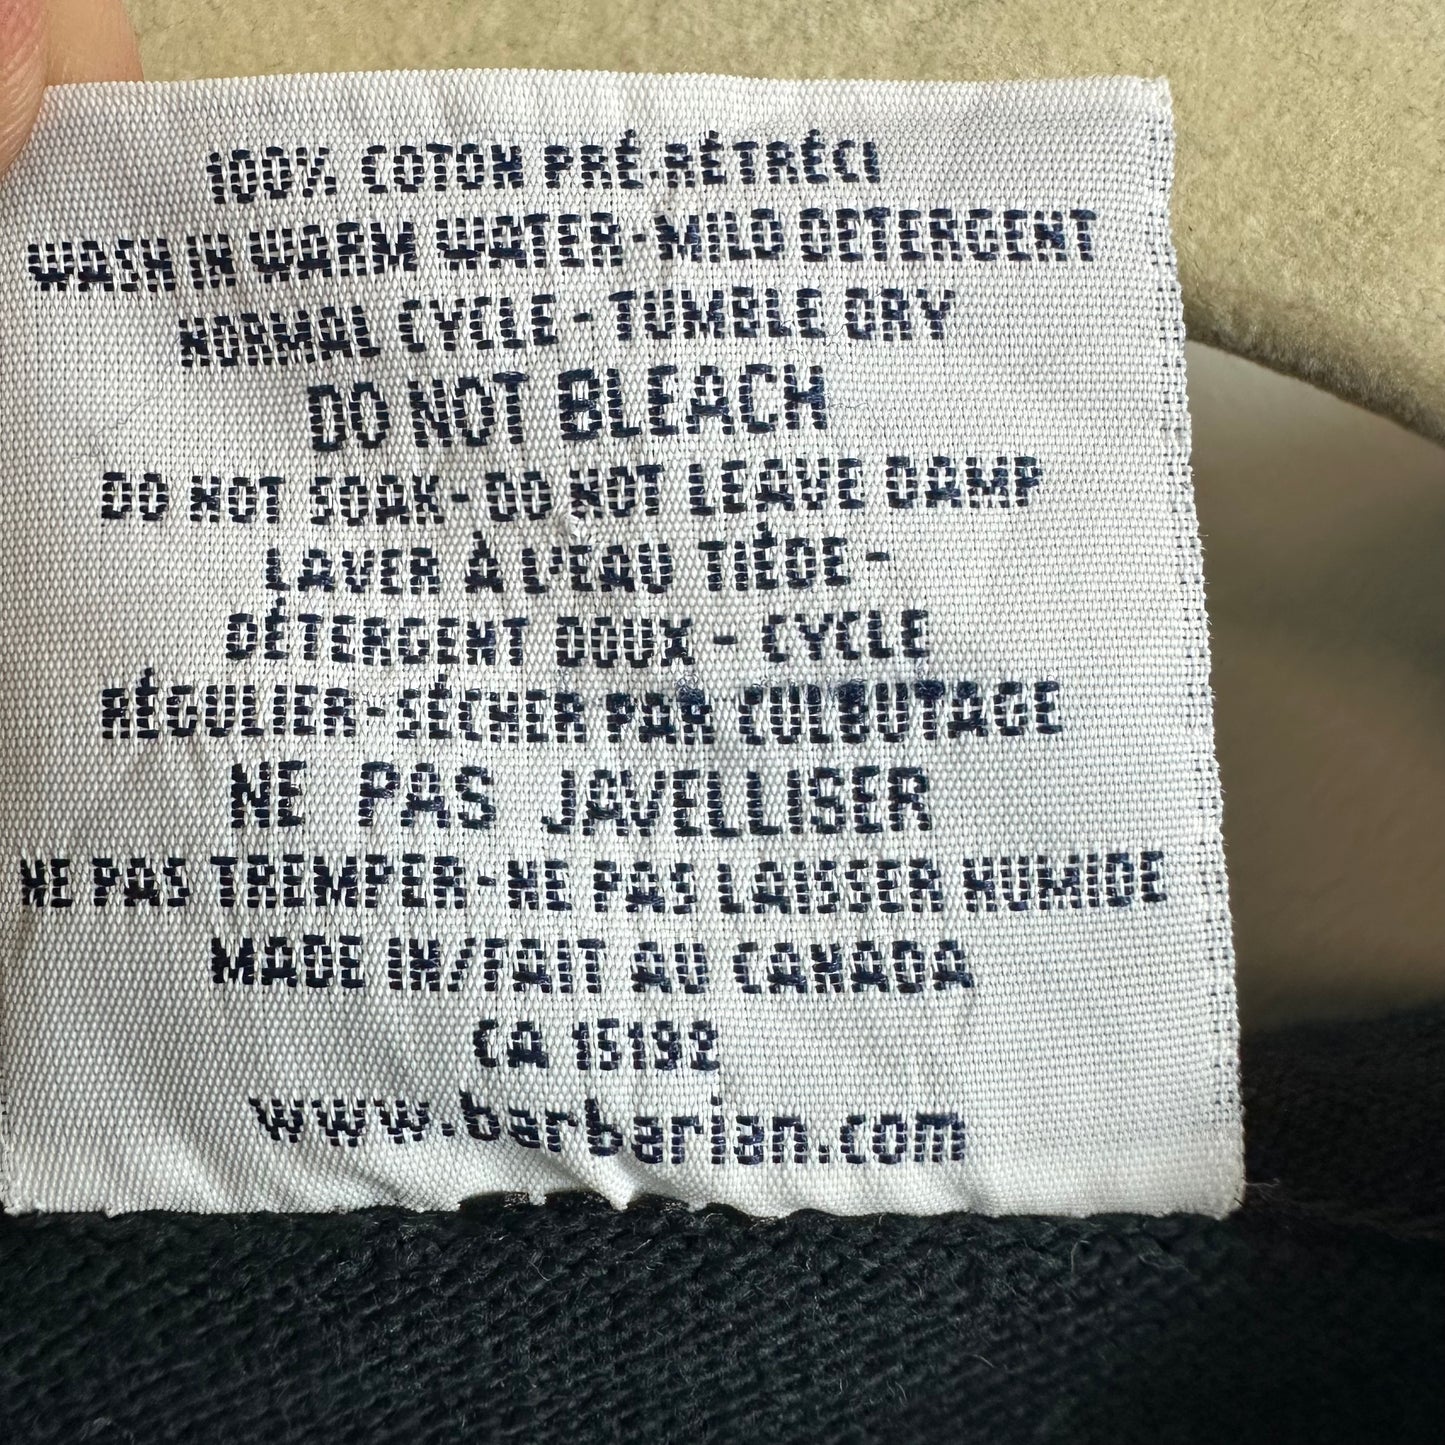 100% COTON PRÉ-RÉTRÉCI
WASH IN WARM WATER-MILD DETERGENT
NORMAL CYCLE-TUMBLE DRY
DO NOT BLEACH
DO NOT SOAK-DO NOT LEAVE DAMP
LAVER À L'EAU TIÉDE-
DÉTERGENT DOUX - CYCLE
RÉGULIER-SÉCHER PAR CULBUTAGE
NE PAS JAVELLISER
NE PAS TREMPER-NE PAS LAISSER HUMIDE
MADE IN/FAIT AU CANADA
CA 15192
www.barbarian.com